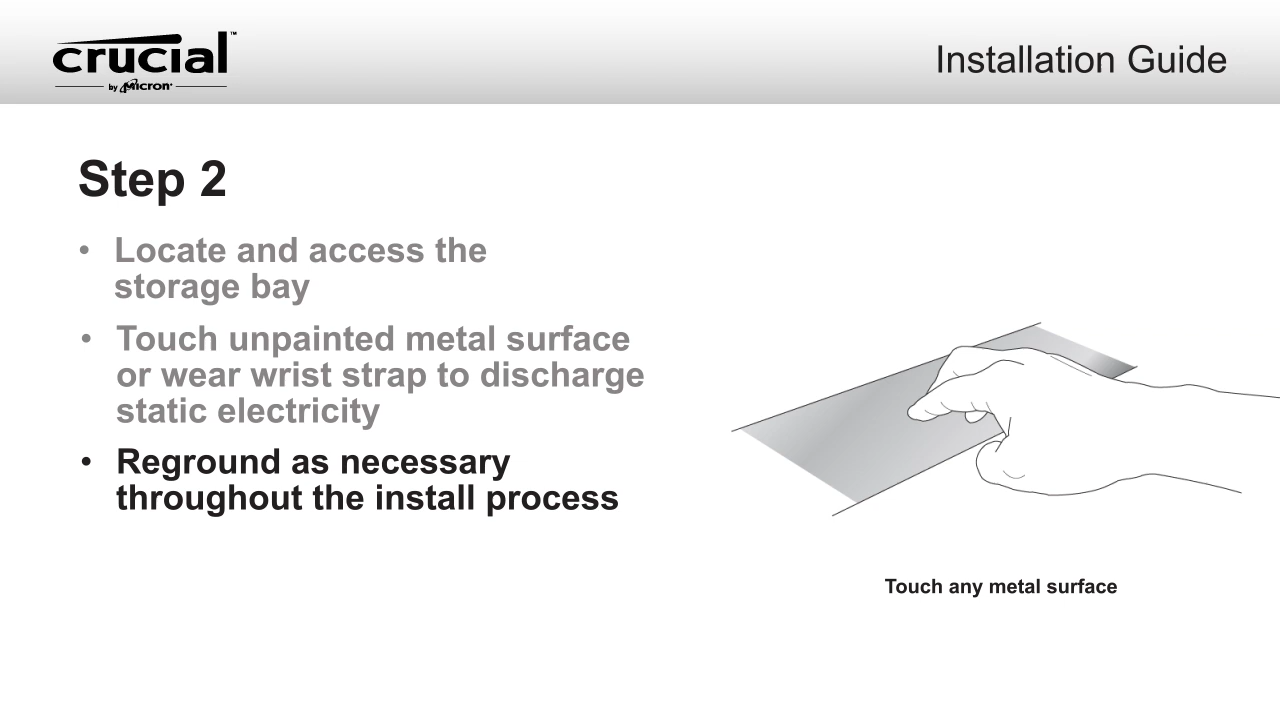 crucial™
by Micron®
Installation Guide
Step 2
• Locate and access the
storage bay
• Touch unpainted metal surface
or wear wrist strap to discharge
static electricity
• Reground as necessary
throughout the install process
Touch any metal surface